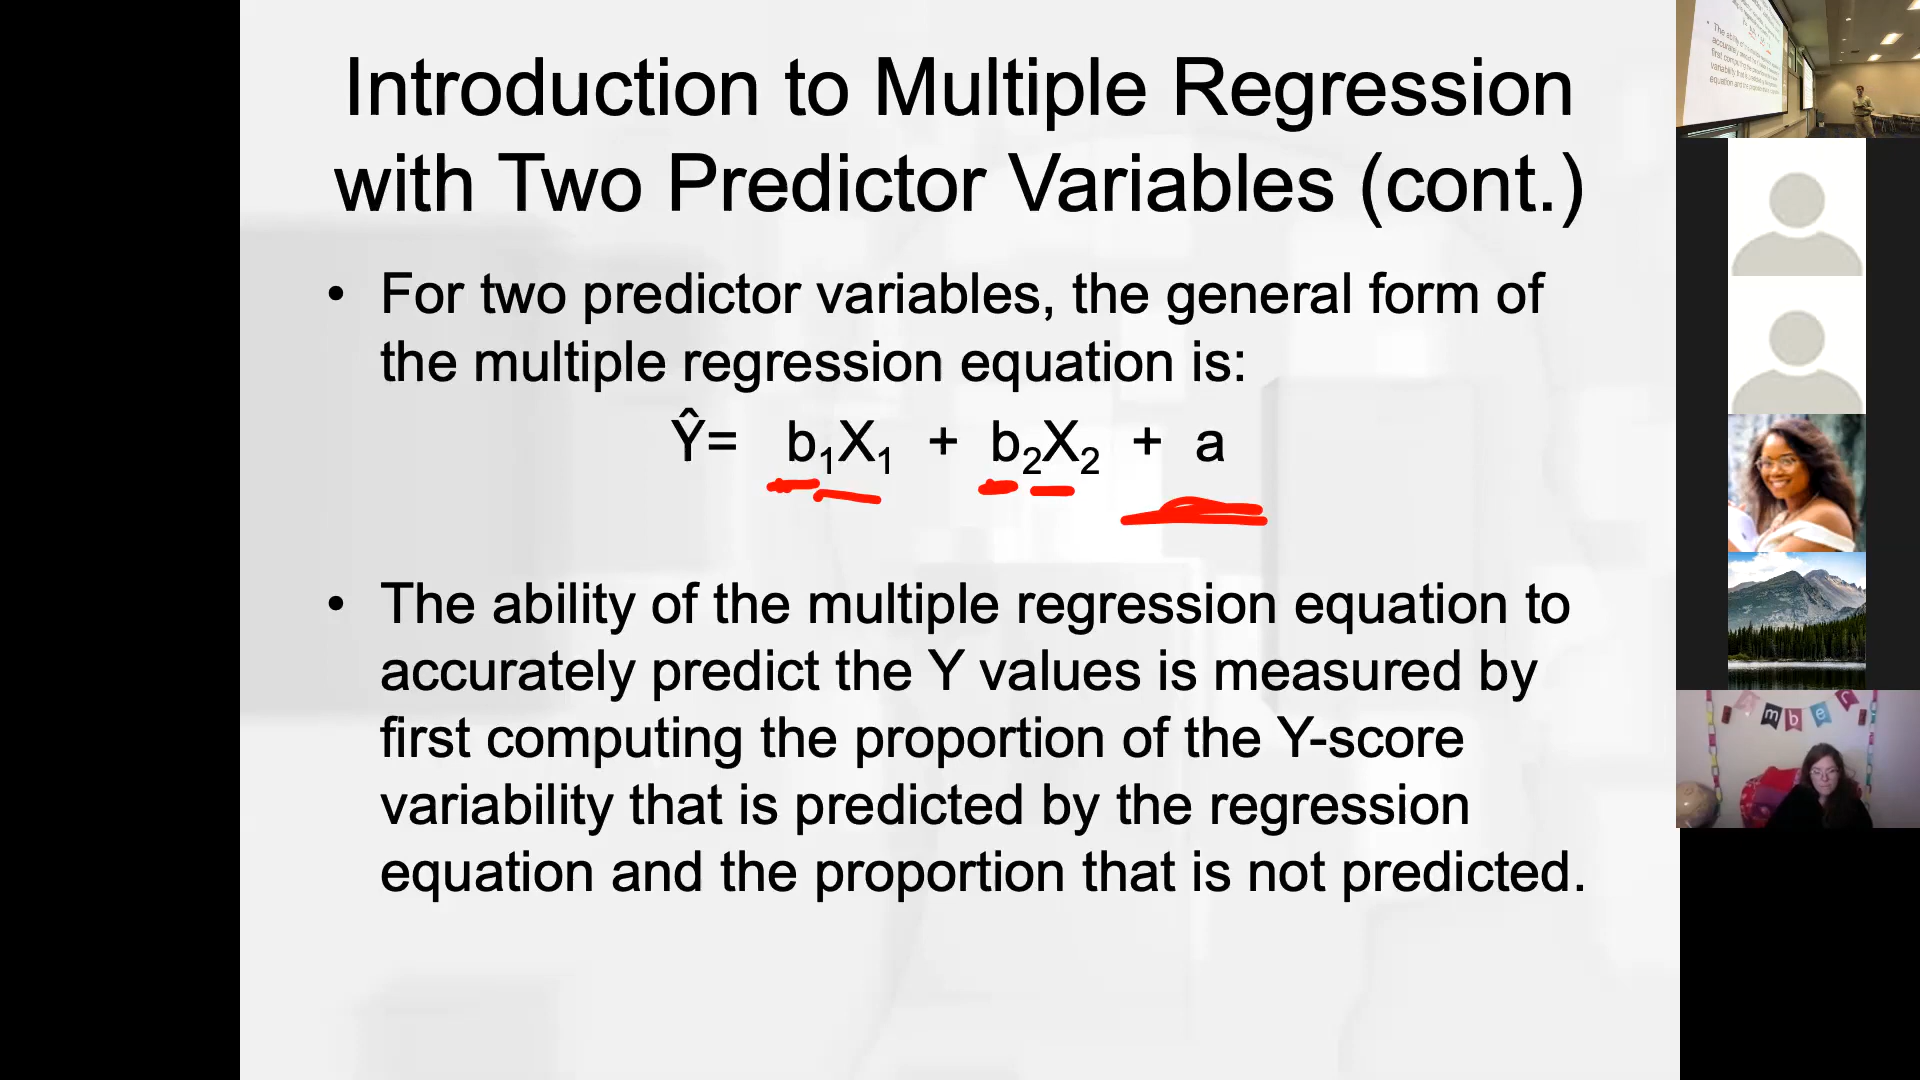 Introduction to Multiple Regression
with Two Predictor Variables (cont.)
• For two predictor variables, the general form of
the multiple regression equation is:
Ŷ= b₁X₁ + b₂X₂ + a
• The ability of the multiple regression equation to
accurately predict the Y values is measured by
first computing the proportion of the Y-score
variability that is predicted by the regression
equation and the proportion that is not predicted.
m b e r